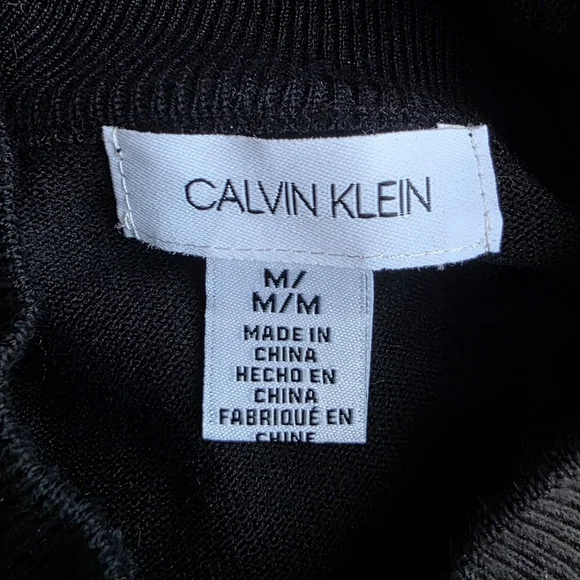 CALVIN KLEIN
M/
M/M
MADE IN
CHINA
HECHO EN
CHINA
FABRIQUÉ EN
CHINE